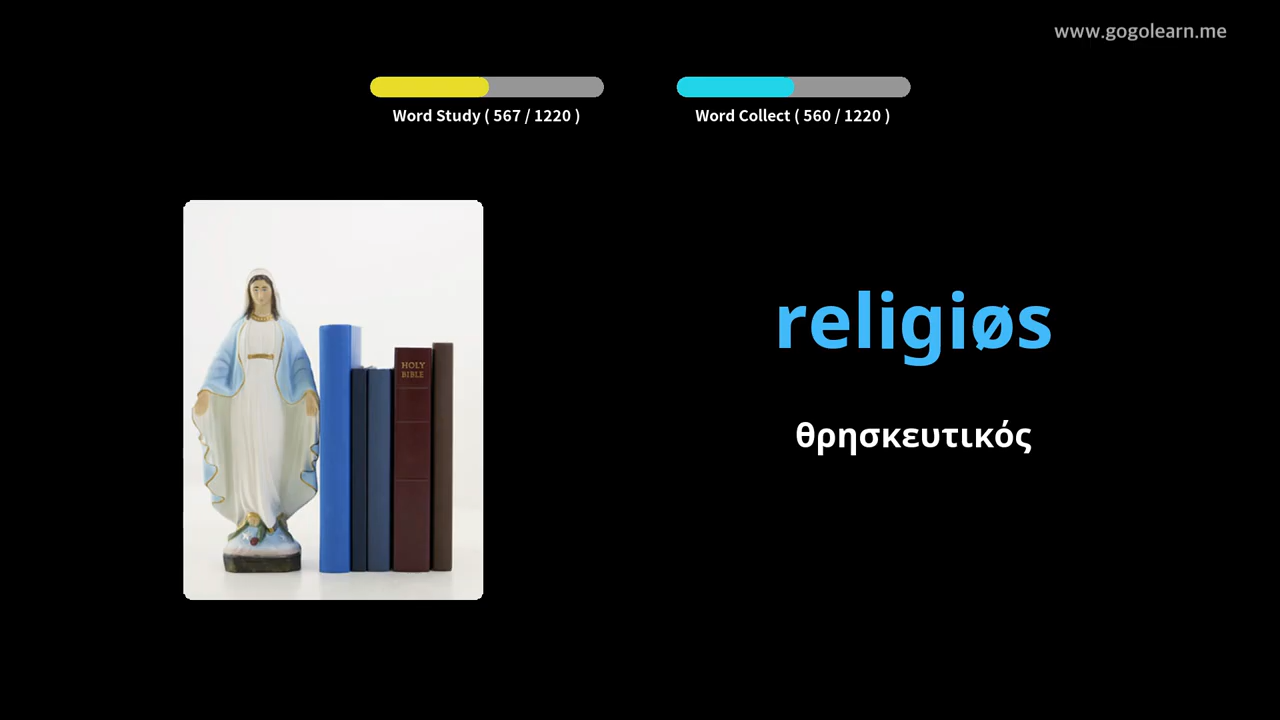 www.gogolearn.me
Word Study ( 567 / 1220 )
Word Collect ( 560 / 1220 )
HOLY
BIBLE
religiøs
θρησκευτικός